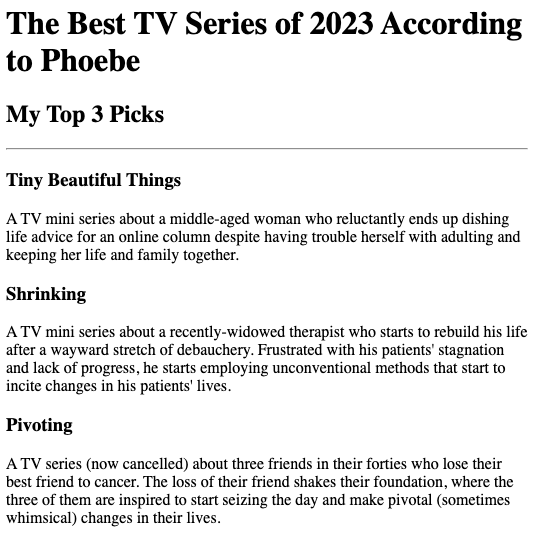 The Best TV Series of 2023 According
to Phoebe
My Top 3 Picks
Tiny Beautiful Things
A TV mini series about a middle-aged woman who reluctantly ends up dishing
life advice for an online column despite having trouble herself with adulting and
keeping her life and family together.
Shrinking
A TV mini series about a recently-widowed therapist who starts to rebuild his life
after a wayward stretch of debauchery. Frustrated with his patients' stagnation
and lack of progress, he starts employing unconventional methods that start to
incite changes in his patients' lives.
Pivoting
A TV series (now cancelled) about three friends in their forties who lose their
best friend to cancer. The loss of their friend shakes their foundation, where the
three of them are inspired to start seizing the day and make pivotal (sometimes
whimsical) changes in their lives.